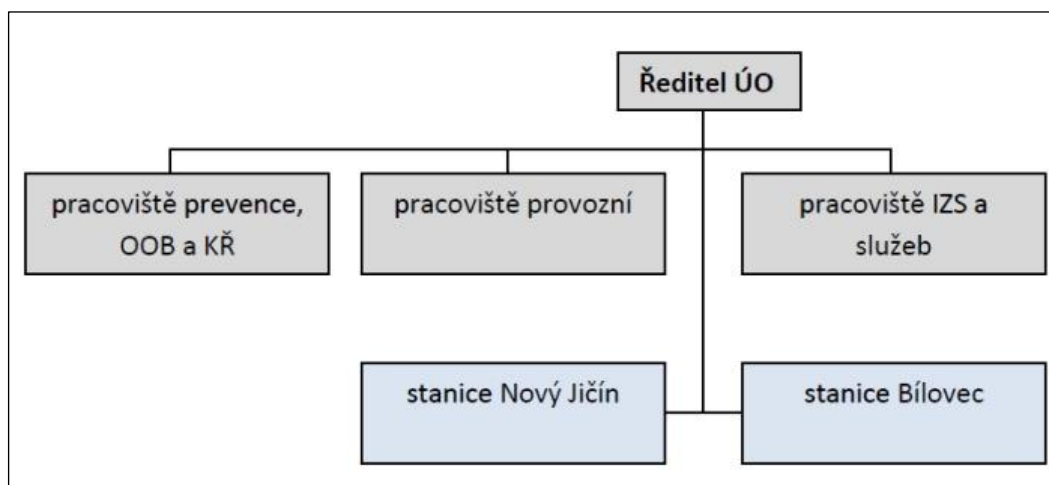 Ředitel ÚO
pracoviště prevence,
OOB a KŘ
pracoviště provozní
pracoviště IZS a
služeb
stanice Nový Jičín
stanice Bílovec